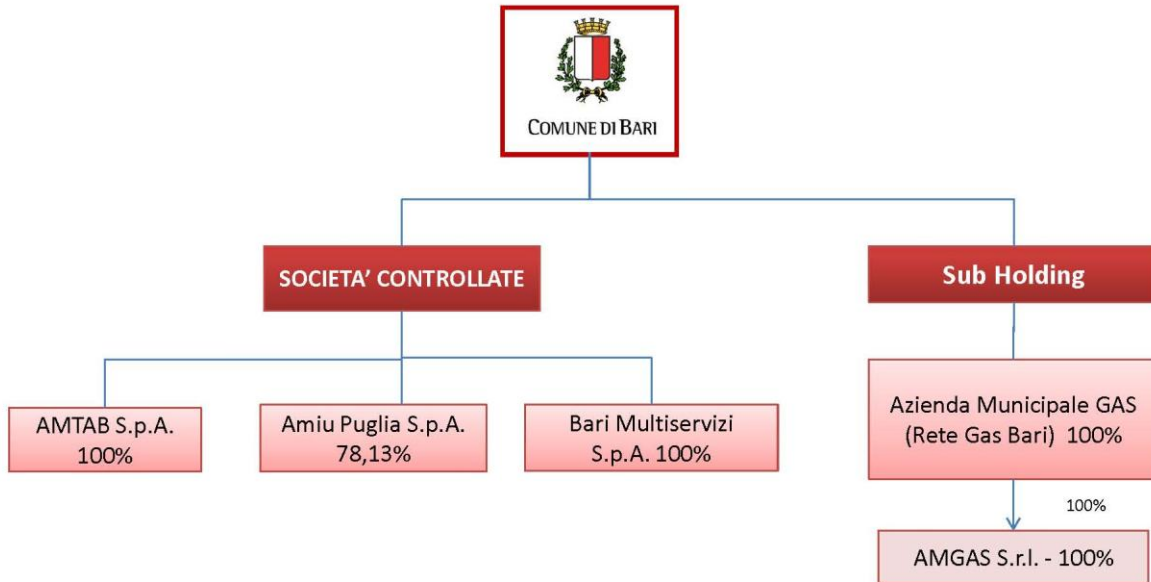 COMUNE DI BARI
SOCIETA’ CONTROLLATE
Sub Holding
AMTAB S.p.A.
100%
Amiu Puglia S.p.A.
78,13%
Bari Multiservizi
S.p.A. 100%
Azienda Municipale GAS
(Rete Gas Bari) 100%
100%
AMGAS S.r.l. - 100%